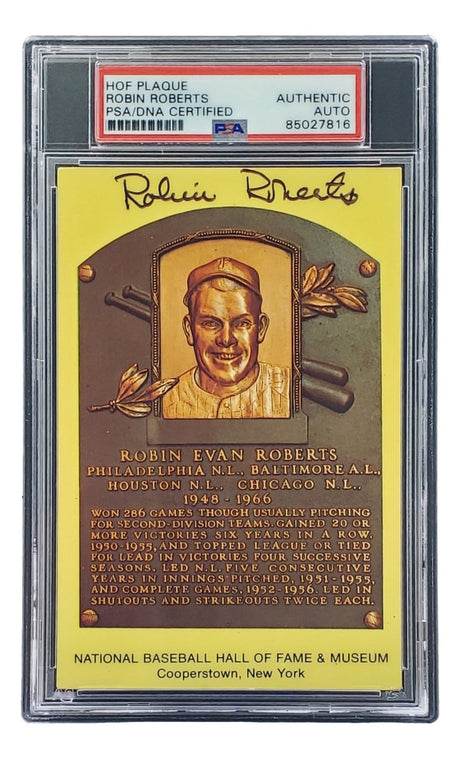 HOF PLAQUE
ROBIN ROBERTS
PSA/DNA CERTIFIED
AUTHENTIC
AUTO
85027816
PSA
Robin Roberts
ROBIN EVAN ROBERTS
PHILADELPHIA N.L., BALTIMORE A.L.,
HOUSTON N.L., CHICAGO N.L.,
1948-1966
WON 286 GAMES THOUGH USUALLY PITCHING
FOR SECOND-DIVISION TEAMS. GAINED 20 OR
MORE VICTORIES SIX YEARS IN A ROW,
1950-1955, AND TOPPED LEAGUE OR TIED
FOR LEAD IN VICTORIES FOUR SUCCESSIVE
SEASONS. LED N.L. FIVE CONSECUTIVE
YEARS IN INNINGS PITCHED, 1951-1955,
AND COMPLETE GAMES, 1952-1956. LED IN
SHUTOUTS AND STRIKEOUTS TWICE EACH.
NATIONAL BASEBALL HALL OF FAME & MUSEUM
Cooperstown, New York